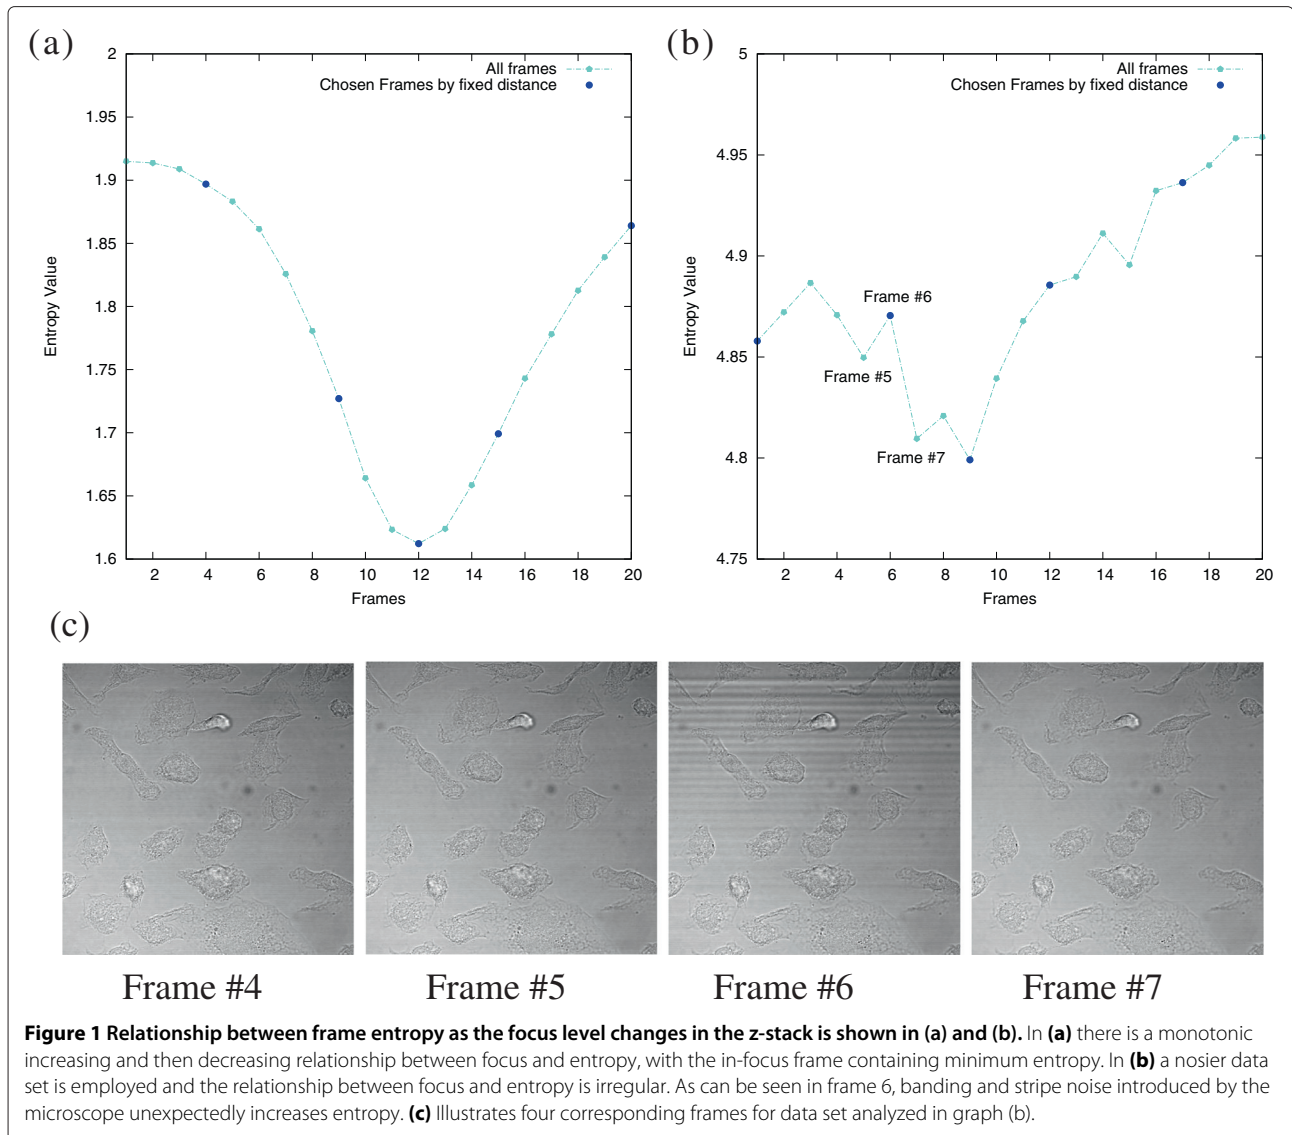 (a)
2
1.95
1.9
1.85
1.8
1.75
1.7
1.65
1.6
Entropy Value
All frames
Chosen Frames by fixed distance
2 4 6 8 10 12 14 16 18 20
Frames
(b)
5
4.95
4.9
4.85
4.8
4.75
Entropy Value
All frames
Chosen Frames by fixed distance
Frame #6
Frame #5
Frame #7
2 4 6 8 10 12 14 16 18 20
Frames
(c)
Frame #4 Frame #5 Frame #6 Frame #7
Figure 1 Relationship between frame entropy as the focus level changes in the z-stack is shown in (a) and (b). In (a) there is a monotonic
increasing and then decreasing relationship between focus and entropy, with the in-focus frame containing minimum entropy. In (b) a nosier data
set is employed and the relationship between focus and entropy is irregular. As can be seen in frame 6, banding and stripe noise introduced by the
microscope unexpectedly increases entropy. (c) Illustrates four corresponding frames for data set analyzed in graph (b).